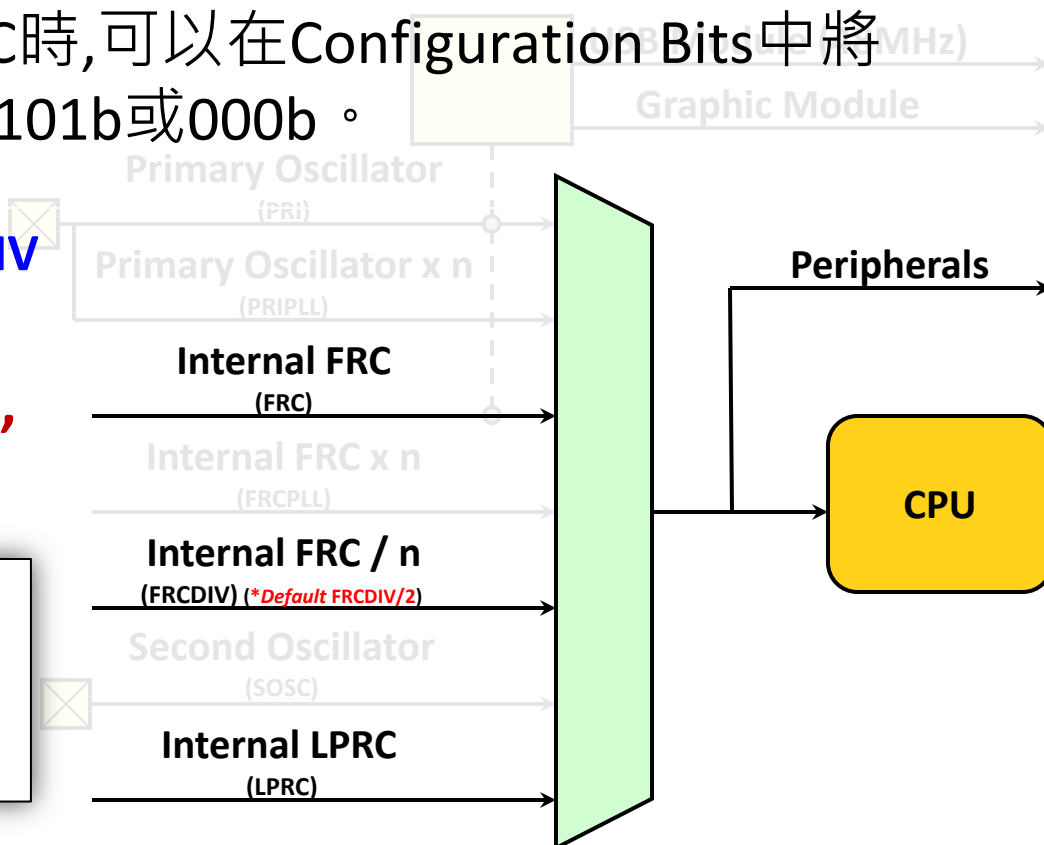 C時,可以在Configuration Bits中將
101b或000b。
Graphic Module
Primary Oscillator
(PRI)
IV
Primary Oscillator x n
(PRIPLL)
Peripherals
Internal FRC
(FRC)
,
Internal FRC x n
(FRCPLL)
CPU
Internal FRC / n
(FRCDIV) (*Default FRCDIV/2)
Second Oscillator
(SOSC)
Internal LPRC
(LPRC)